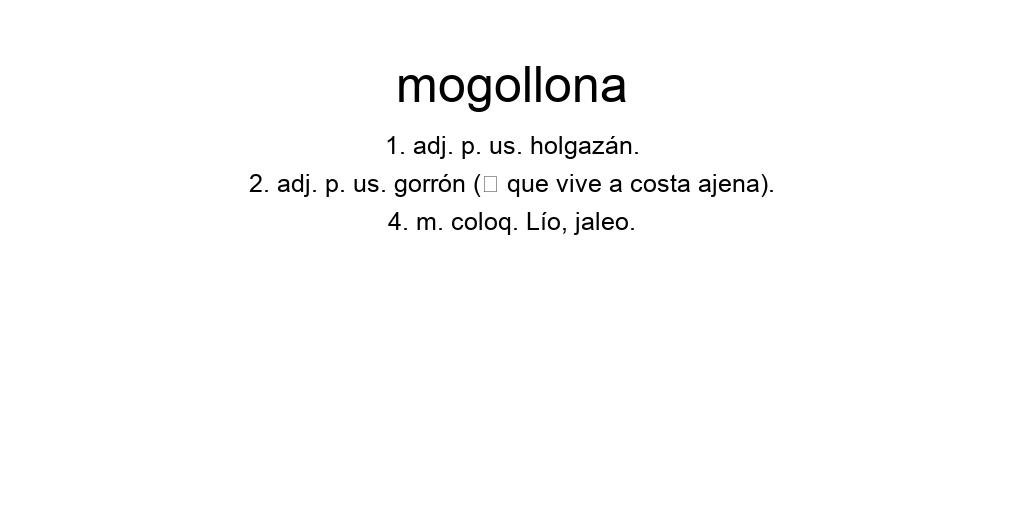 mogollona
1. adj. p. us. holgazán.
2. adj. p. us. gorrón (▯ que vive a costa ajena).
4. m. coloq. Lío, jaleo.